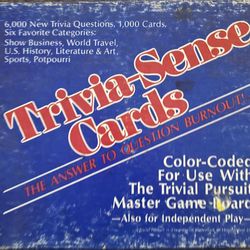 6,000 New Trivia Questions, 1,000 Cards.
Six Favorite Categories:
Show Business, World Travel,
U.S. History, Literature & Art,
Sports, Potpourri
Trivia-Sense
Cards
THE ANSWER TO QUESTION BURNOUT!
Color-Coded
For Use With
The Trivial Pursuit
Master Game Board
—Also for Independent Play—